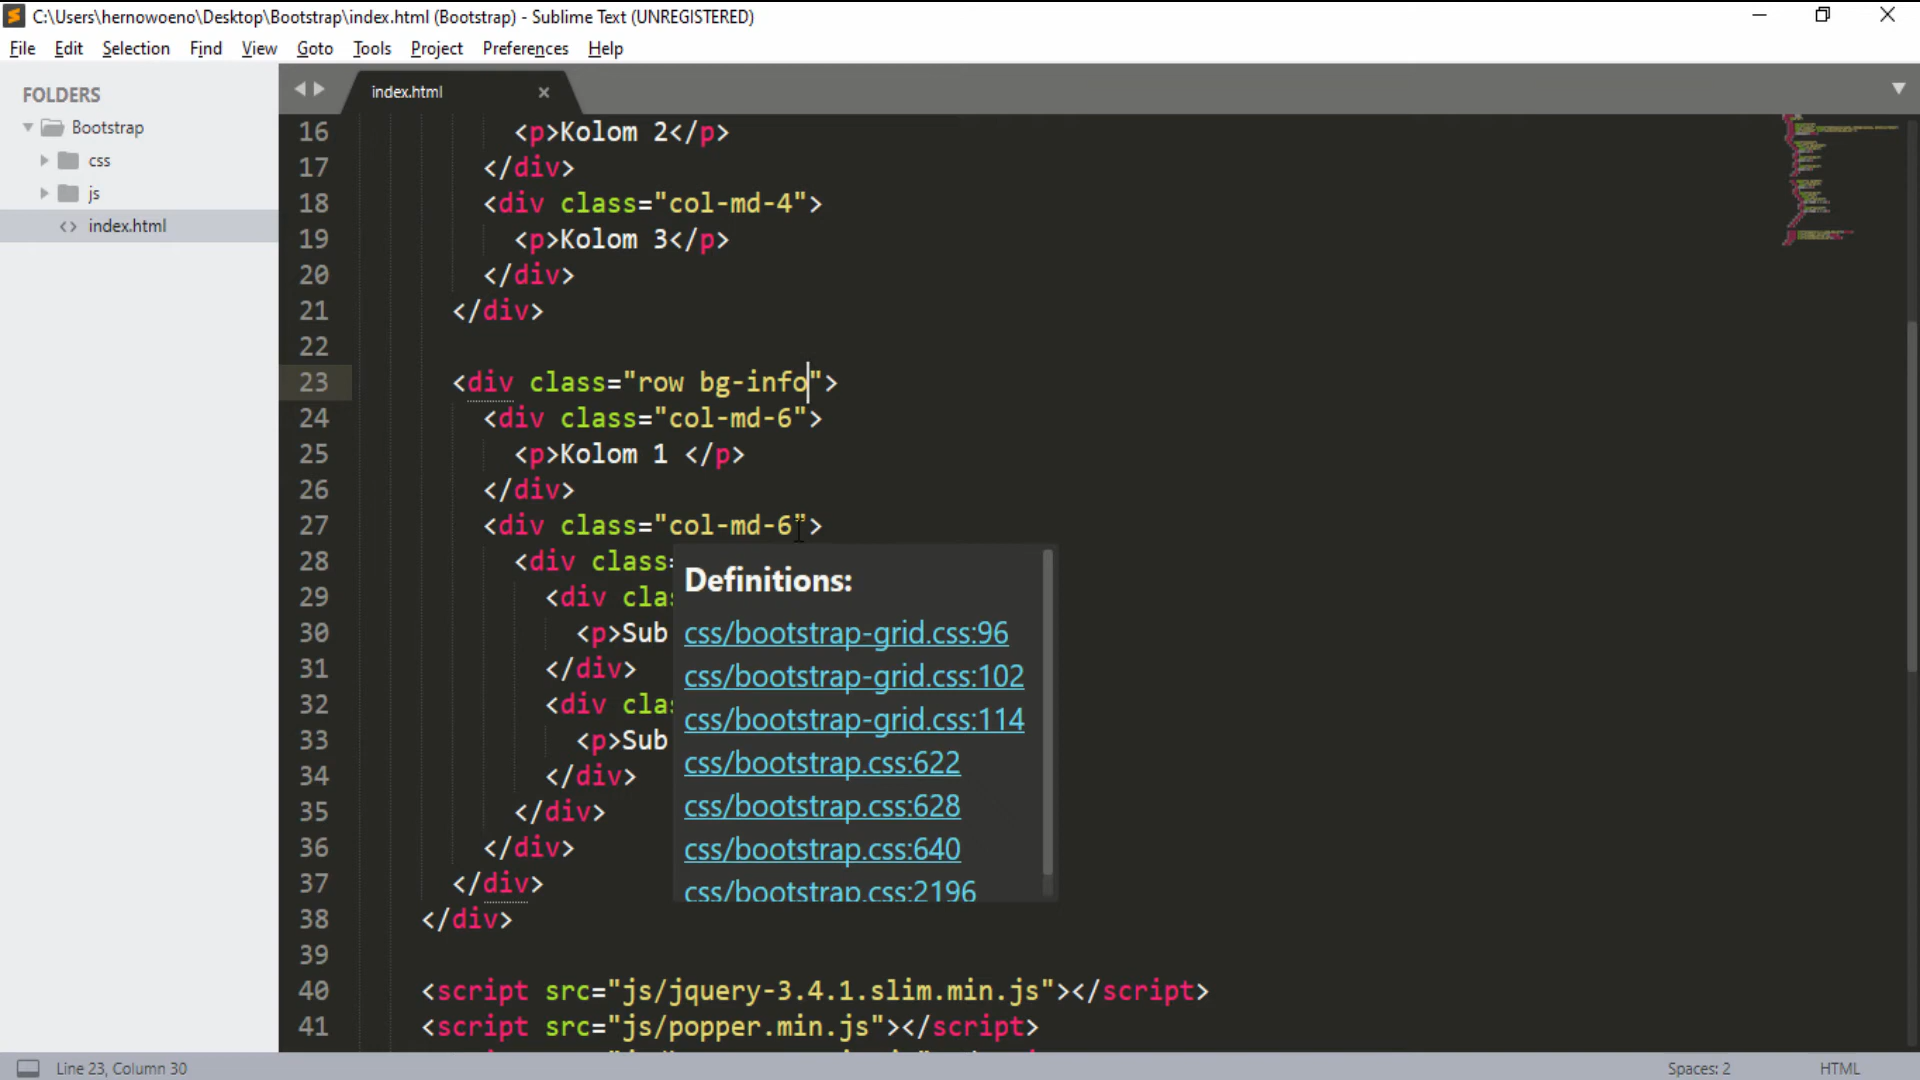 C:\Users\hernowoeno\Desktop\Bootstrap\index.html (Bootstrap) - Sublime Text (UNREGISTERED)
File Edit Selection Find View Goto Tools Project Preferences Help
FOLDERS
Bootstrap
css
js
<> index.html
index.html ×
16 <p>Kolom 2</p>
17 </div>
18 <div class="col-md-4">
19 <p>Kolom 3</p>
20 </div>
21 </div>
22
23 <div class="row bg-info">
24 <div class="col-md-6">
25 <p>Kolom 1 </p>
26 </div>
27 <div class="col-md-6">
28 <div class=
29 <div clas
30 <p>Sub
31 </div>
32 <div clas
33 <p>Sub
34 </div>
35 </div>
36 </div>
37 </div>
38 </div>
39
40 <script src="js/jquery-3.4.1.slim.min.js"></script>
41 <script src="js/popper.min.js"></script>
Definitions:
css/bootstrap-grid.css:96
css/bootstrap-grid.css:102
css/bootstrap-grid.css:114
css/bootstrap.css:622
css/bootstrap.css:628
css/bootstrap.css:640
css/bootstrap.css:2196
Line 23, Column 30
Spaces: 2
HTML